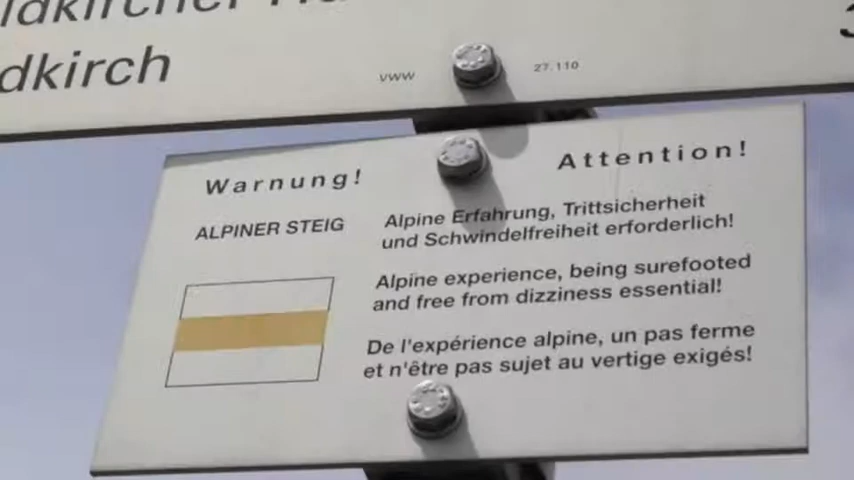 dkirch
vww 27.110
Warnung! Attention!
ALPINER STEIG
Alpine Erfahrung, Trittsicherheit
und Schwindelfreiheit erforderlich!
Alpine experience, being surefooted
and free from dizziness essential!
De l'expérience alpine, un pas ferme
et n'être pas sujet au vertige exigés!